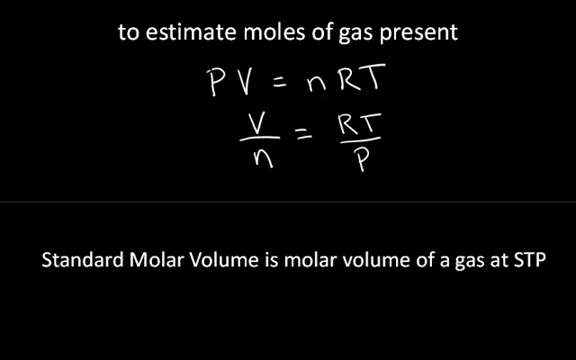 to estimate moles of gas present
PV = nRT
V/n = RT/P
Standard Molar Volume is molar volume of a gas at STP